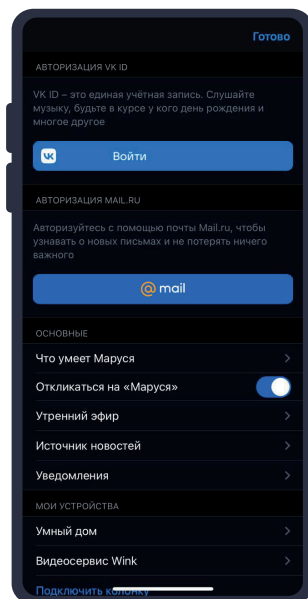 Готово
АВТОРИЗАЦИЯ VK ID
VK ID – это единая учётная запись. Слушайте
музыку, будьте в курсе у кого день рождения и
многое другое
Войти
АВТОРИЗАЦИЯ MAIL.RU
Авторизуйтесь с помощью почты Mail.ru, чтобы
узнавать о новых письмах и не потерять ничего
важного
@mail
ОСНОВНЫЕ
Что умеет Маруся
Откликаться на «Маруся»
Утренний эфир
Источник новостей
Уведомления
МОИ УСТРОЙСТВА
Умный дом
Видеосервис Wink
Подключить колонку